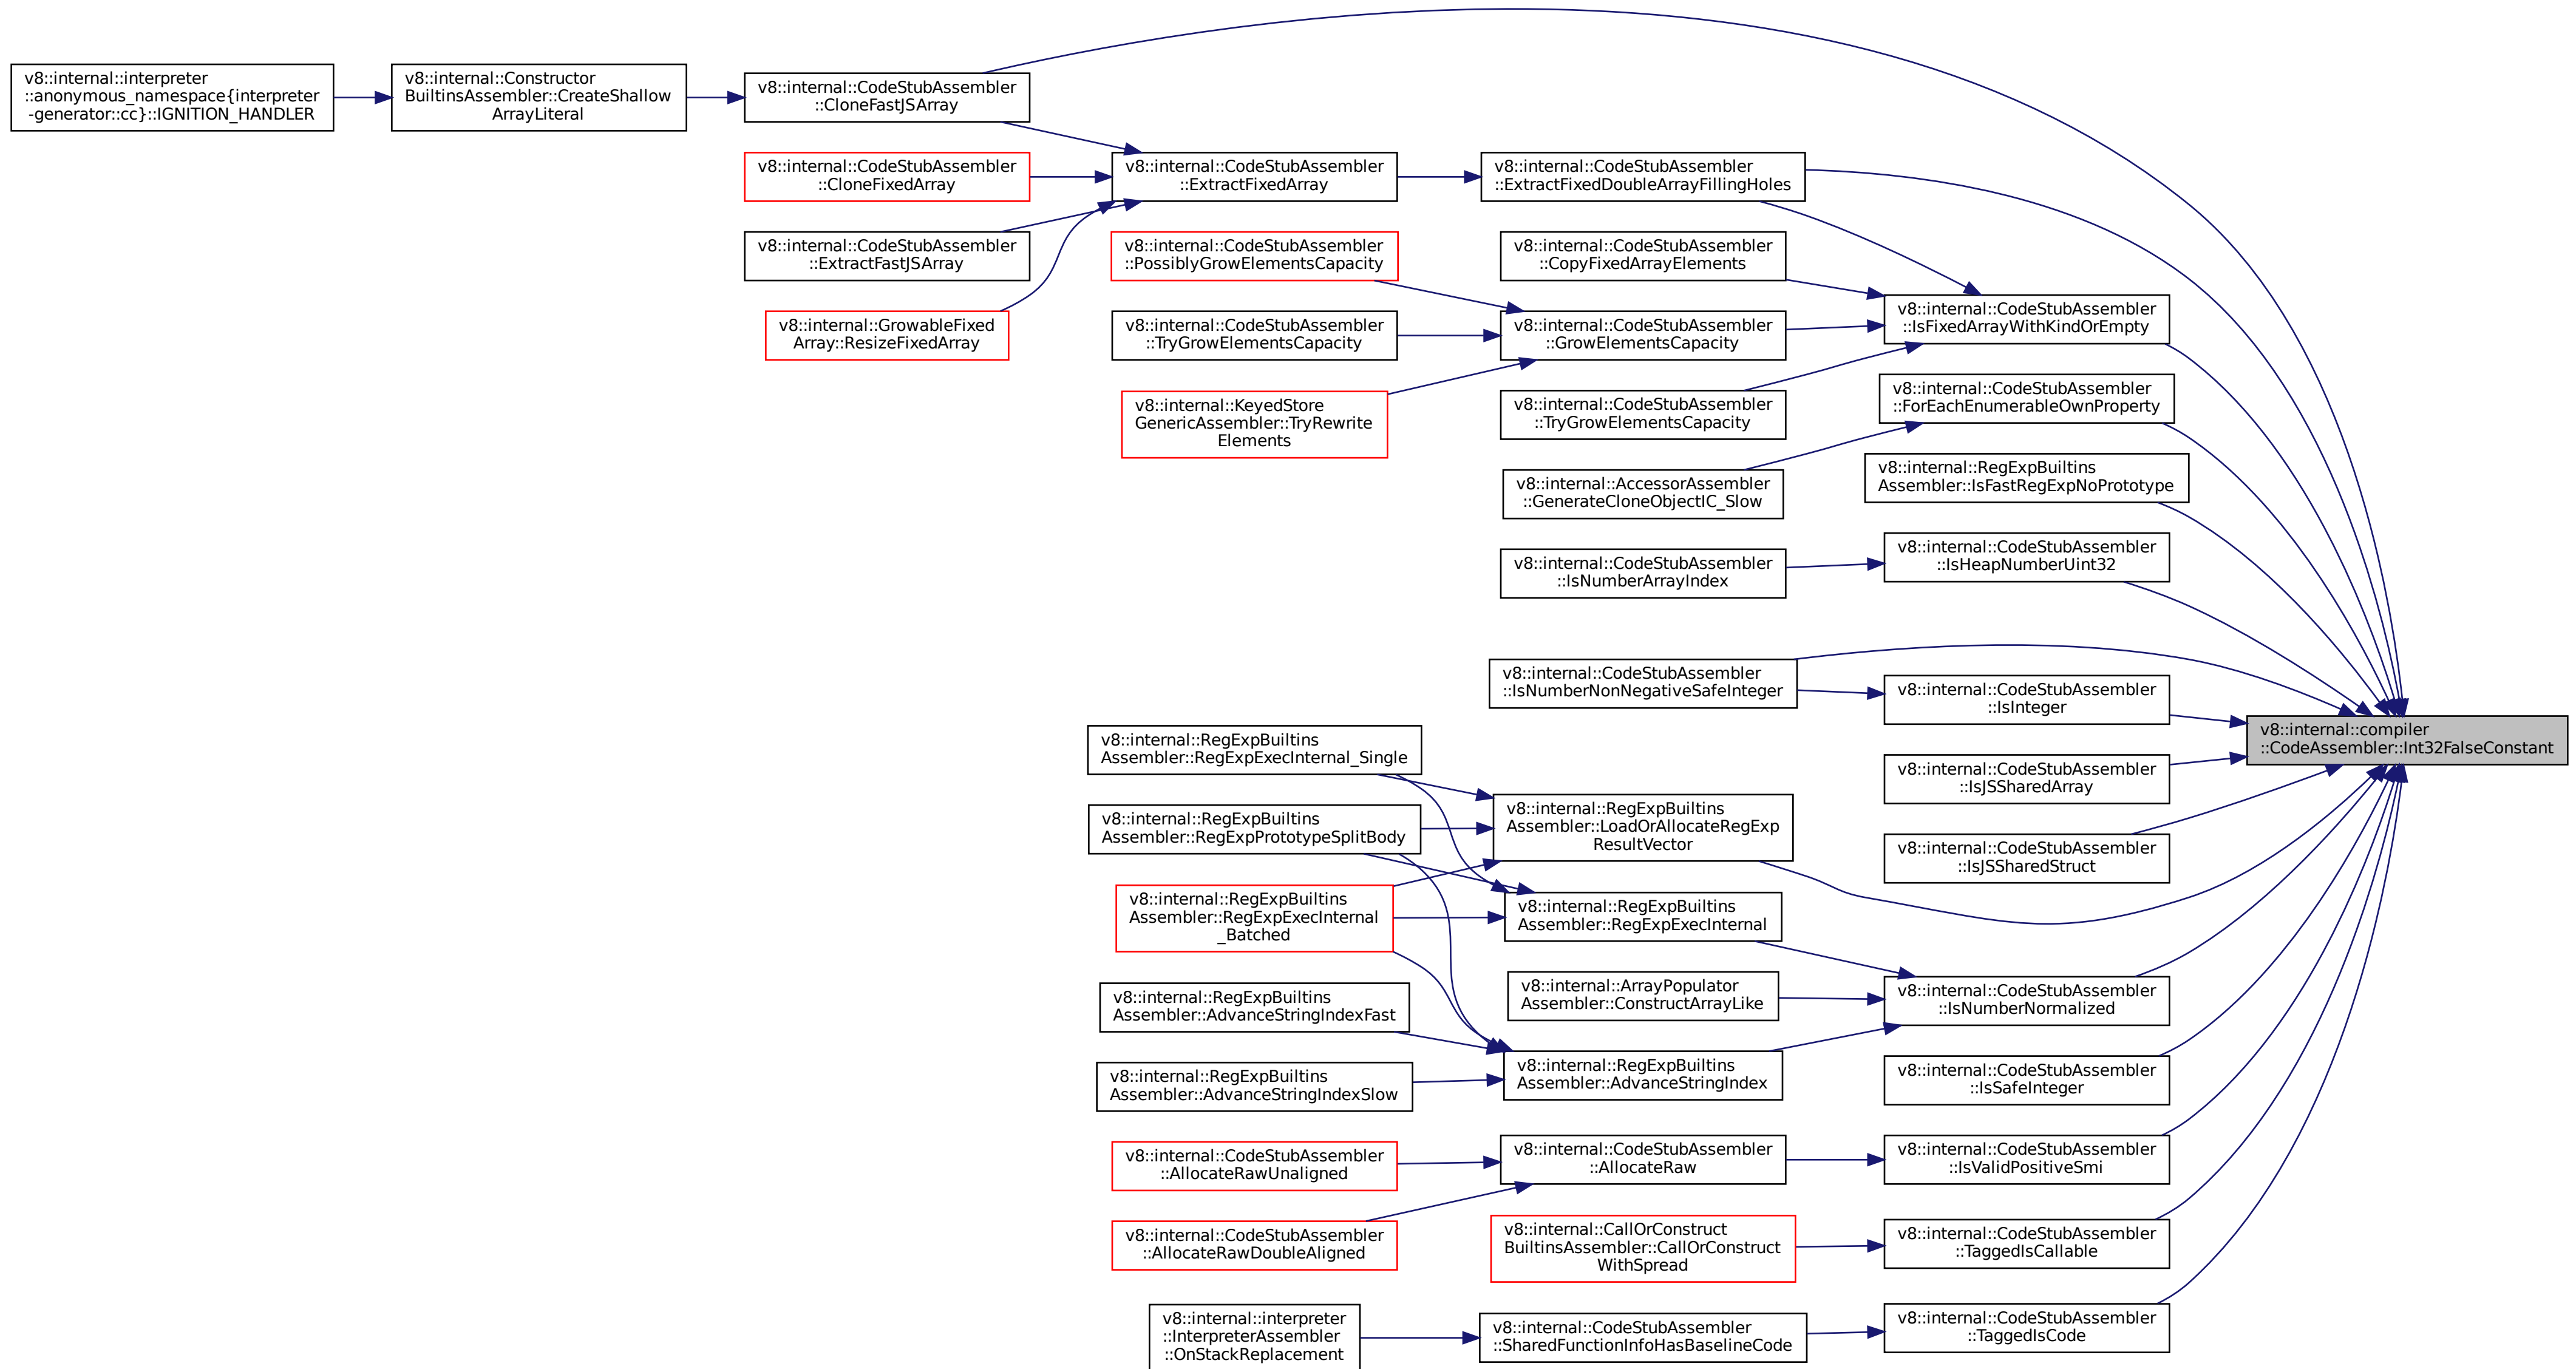 v8::internal::interpreter
::anonymous_namespace{interpreter
-generator::cc}::IGNITION_HANDLER
v8::internal::Constructor
BuiltinsAssembler::CreateShallow
ArrayLiteral
v8::internal::CodeStubAssembler
::CloneFastJSArray
v8::internal::CodeStubAssembler
::CloneFixedArray
v8::internal::CodeStubAssembler
::ExtractFastJSArray
v8::internal::GrowableFixed
Array::ResizeFixedArray
v8::internal::CodeStubAssembler
::ExtractFixedArray
v8::internal::CodeStubAssembler
::PossiblyGrowElementsCapacity
v8::internal::CodeStubAssembler
::TryGrowElementsCapacity
v8::internal::KeyedStore
GenericAssembler::TryRewrite
Elements
v8::internal::RegExpBuiltins
Assembler::RegExpExecInternal_Single
v8::internal::RegExpBuiltins
Assembler::RegExpPrototypeSplitBody
v8::internal::RegExpBuiltins
Assembler::RegExpExecInternal
_Batched
v8::internal::RegExpBuiltins
Assembler::AdvanceStringIndexFast
v8::internal::RegExpBuiltins
Assembler::AdvanceStringIndexSlow
v8::internal::CodeStubAssembler
::AllocateRawUnaligned
v8::internal::CodeStubAssembler
::AllocateRawDoubleAligned
v8::internal::interpreter
::InterpreterAssembler
::OnStackReplacement
v8::internal::CodeStubAssembler
::ExtractFixedDoubleArrayFillingHoles
v8::internal::CodeStubAssembler
::CopyFixedArrayElements
v8::internal::CodeStubAssembler
::GrowElementsCapacity
v8::internal::CodeStubAssembler
::TryGrowElementsCapacity
v8::internal::AccessorAssembler
::GenerateCloneObjectIC_Slow
v8::internal::CodeStubAssembler
::IsNumberArrayIndex
v8::internal::CodeStubAssembler
::IsNumberNonNegativeSafeInteger
v8::internal::RegExpBuiltins
Assembler::LoadOrAllocateRegExp
ResultVector
v8::internal::RegExpBuiltins
Assembler::RegExpExecInternal
v8::internal::ArrayPopulator
Assembler::ConstructArrayLike
v8::internal::RegExpBuiltins
Assembler::AdvanceStringIndex
v8::internal::CodeStubAssembler
::AllocateRaw
v8::internal::CallOrConstruct
BuiltinsAssembler::CallOrConstruct
WithSpread
v8::internal::CodeStubAssembler
::SharedFunctionInfoHasBaselineCode
v8::internal::CodeStubAssembler
::IsFixedArrayWithKindOrEmpty
v8::internal::CodeStubAssembler
::ForEachEnumerableOwnProperty
v8::internal::RegExpBuiltins
Assembler::IsFastRegExpNoPrototype
v8::internal::CodeStubAssembler
::IsHeapNumberUint32
v8::internal::CodeStubAssembler
::IsInteger
v8::internal::CodeStubAssembler
::IsJSSharedArray
v8::internal::CodeStubAssembler
::IsJSSharedStruct
v8::internal::CodeStubAssembler
::IsNumberNormalized
v8::internal::CodeStubAssembler
::IsSafeInteger
v8::internal::CodeStubAssembler
::IsValidPositiveSmi
v8::internal::CodeStubAssembler
::TaggedIsCallable
v8::internal::CodeStubAssembler
::TaggedIsCode
v8::internal::compiler
::CodeAssembler::Int32FalseConstant